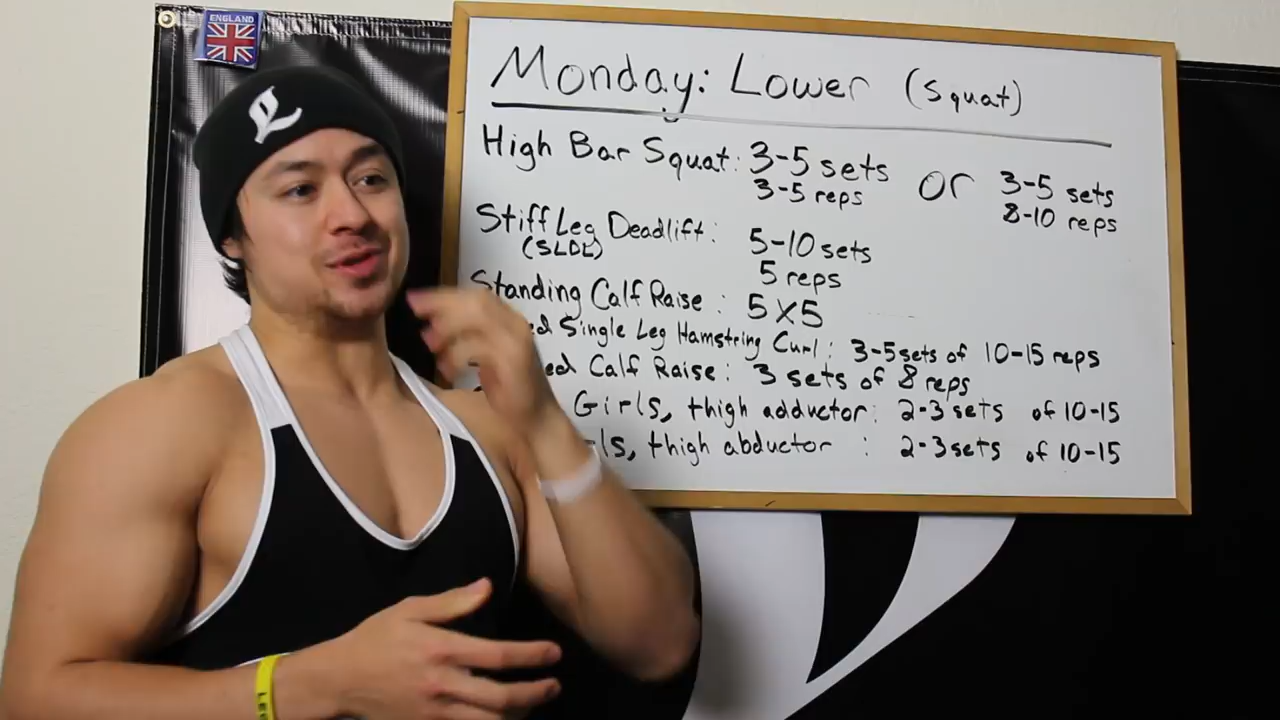 ENGLAND
L
Monday: Lower (Squat)
High Bar Squat: 3-5 sets or 3-5 sets
3-5 reps 8-10 reps
Stiff Leg Deadlift: 5-10 sets
(SLDL) 5 reps
Standing Calf Raise: 5X5
Single Leg Hamstring Curl: 3-5 sets of 10-15 reps
Calf Raise: 3 sets of 8 reps
Girls, thigh adductor: 2-3 sets of 10-15
thigh abductor : 2-3 sets of 10-15